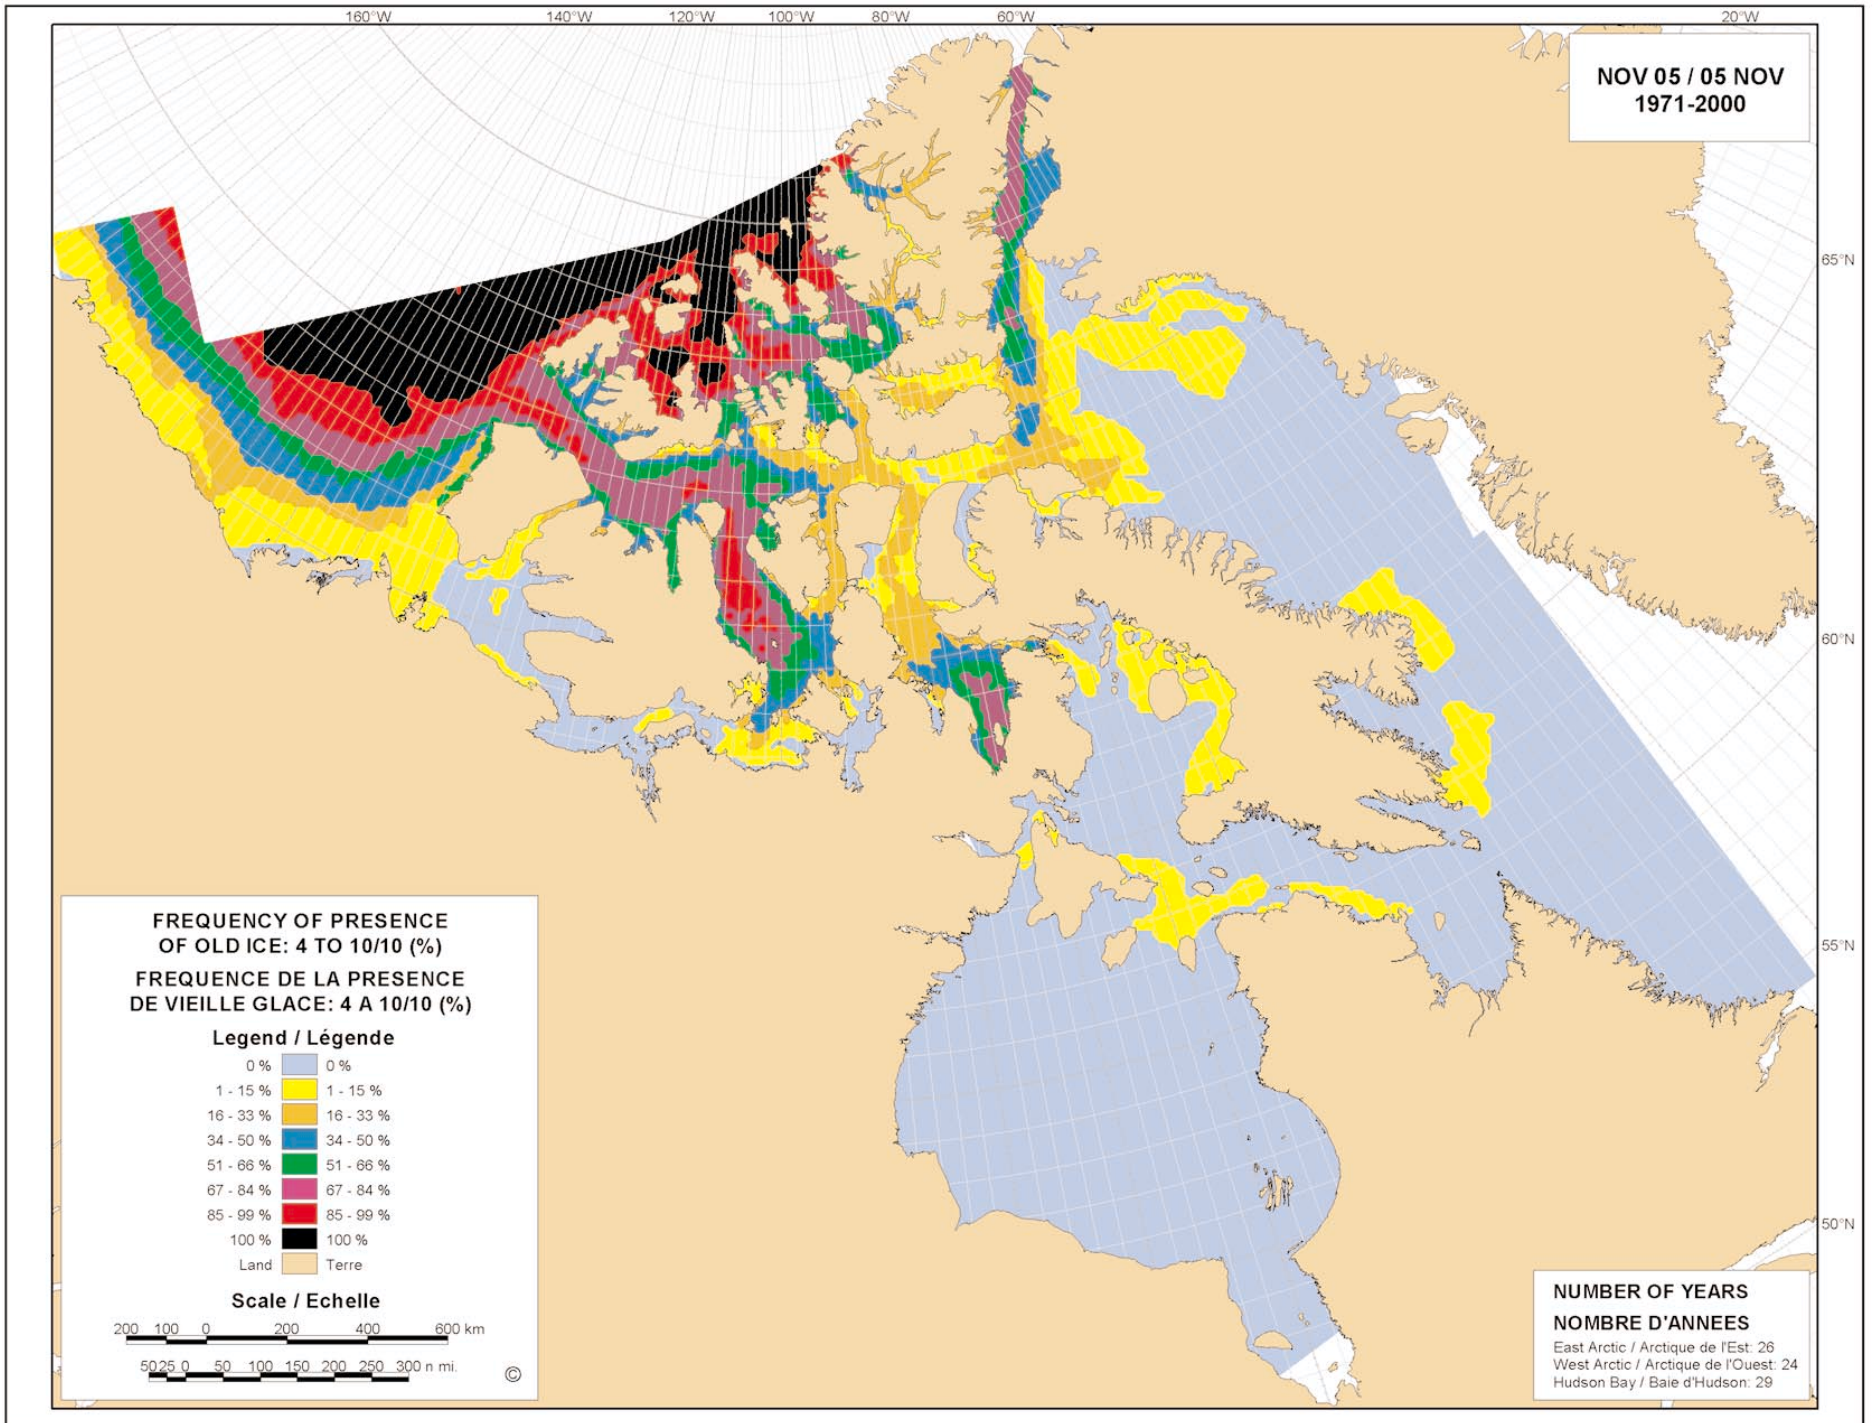 160°W 140°W 120°W 100°W 80°W 60°W 20°W
NOV 05 / 05 NOV
1971-2000
65°N
60°N
55°N
50°N
FREQUENCY OF PRESENCE
OF OLD ICE: 4 TO 10/10 (%)
FREQUENCE DE LA PRESENCE
DE VIEILLE GLACE: 4 A 10/10 (%)
Legend / Légende
0 % 0 %
1 - 15 % 1 - 15 %
16 - 33 % 16 - 33 %
34 - 50 % 34 - 50 %
51 - 66 % 51 - 66 %
67 - 84 % 67 - 84 %
85 - 99 % 85 - 99 %
100 % 100 %
Land Terre
Scale / Echelle
200 100 0 200 400 600 km
50 25 0 50 100 150 200 250 300 n mi.
©
NUMBER OF YEARS
NOMBRE D'ANNEES
East Arctic / Arctique de l'Est: 26
West Arctic / Arctique de l'Ouest: 24
Hudson Bay / Baie d'Hudson: 29